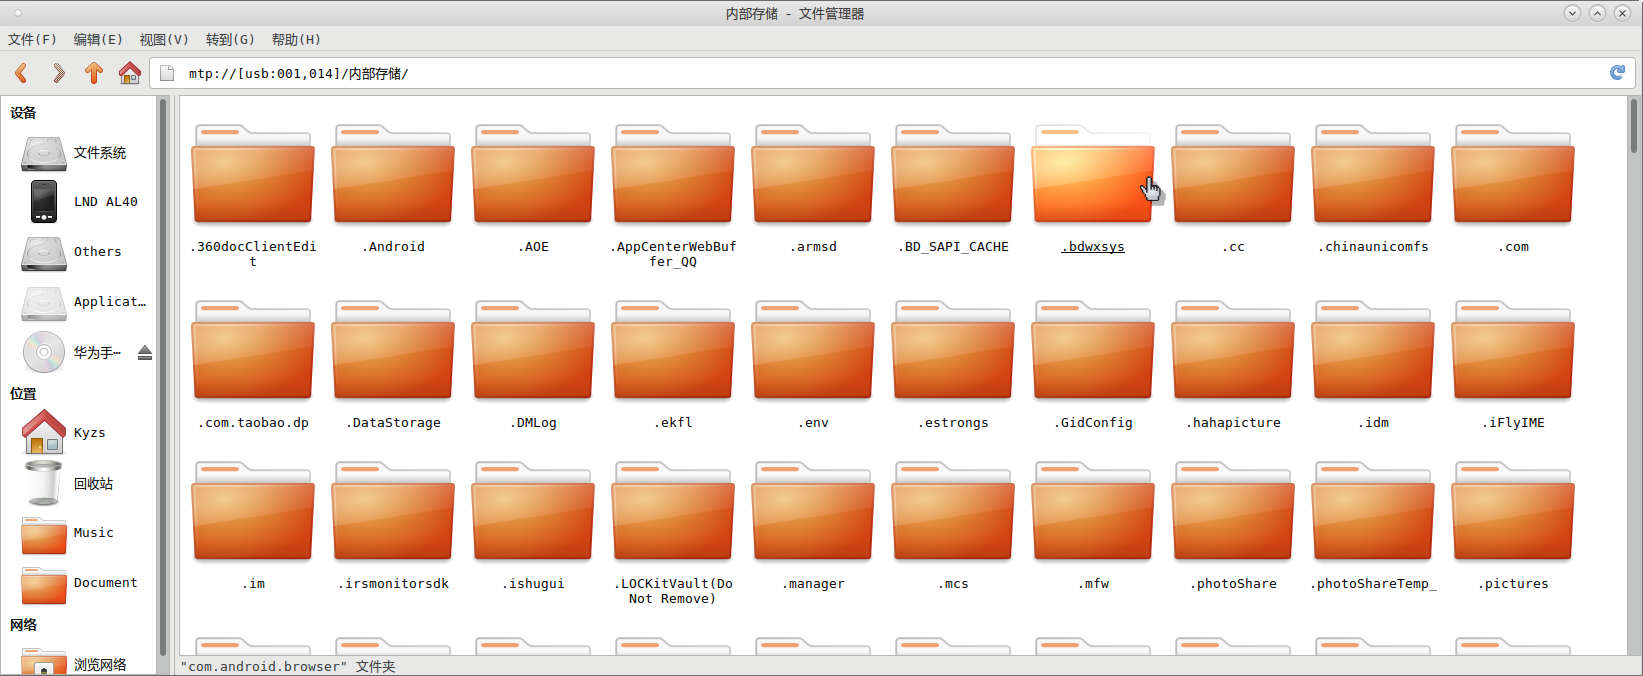 内部存储 - 文件管理器
文件(F) 编辑(E) 视图(V) 转到(G) 帮助(H)
mtp://[usb:001,014]/内部存储/
设备
文件系统
LND AL40
Others
Applicat…
华为手…
位置
Kyzs
回收站
Music
Document
网络
浏览网络
.360docClientEdi
t
.Android
.AOE
.AppCenterWebBuf
fer_QQ
.armsd
.BD_SAPI_CACHE
.bdwxsys
.cc
.chinaunicomfs
.com
.com.taobao.dp
.DataStorage
.DMLog
.ekfl
.env
.estrongs
.GidConfig
.hahapicture
.idm
.iFlyIME
.im
.irsmonitorsdk
.ishugui
.LOCKitVault(Do
Not Remove)
.manager
.mcs
.mfw
.photoShare
.photoShareTemp_
.pictures
"com.android.browser" 文件夹